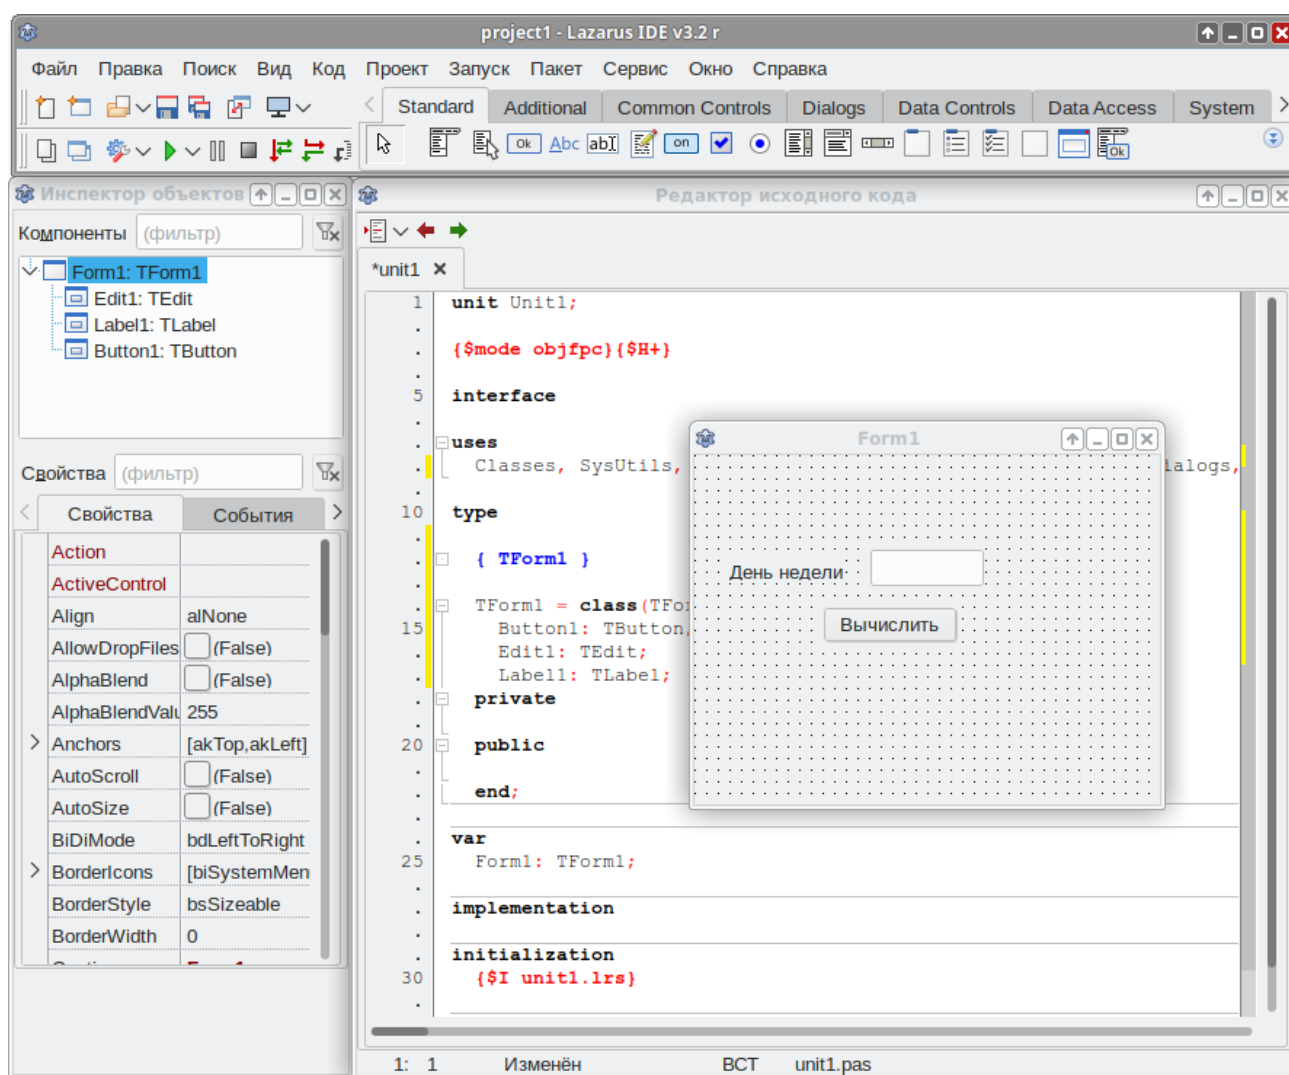 project1 - Lazarus IDE v3.2 r
Файл Правка Поиск Вид Код Проект Запуск Пакет Сервис Окно Справка
Standard Additional Common Controls Dialogs Data Controls Data Access System
Ok Abc abI on Ok
Инспектор объектов
Компоненты (фильтр)
Form1: TForm1
Edit1: TEdit
Label1: TLabel
Button1: TButton
Свойства (фильтр)
Свойства События
Action
ActiveControl
Align alNone
AllowDropFiles (False)
AlphaBlend (False)
AlphaBlendValu 255
Anchors [akTop,akLeft]
AutoScroll (False)
AutoSize (False)
BiDiMode bdLeftToRight
BorderIcons [biSystemMen
BorderStyle bsSizeable
BorderWidth 0
Редактор исходного кода
*unit1
1 unit Unit1;
{$mode objfpc}{$H+}
5 interface
uses
Classes, SysUtils, ialogs,
10 type
{ TForm1 }
TForm1 = class(TFo
15 Button1: TButton
Edit1: TEdit;
Label1: TLabel;
private
20 public
end;
var
25 Form1: TForm1;
implementation
initialization
30 {$I unit1.lrs}
Form1
День недели
Вычислить
1: 1 Изменён ВСТ unit1.pas